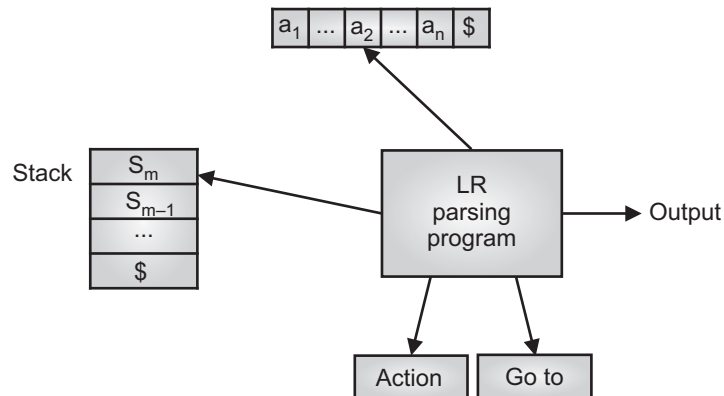 a₁ ... a₂ ... aₙ $
Stack
Sₘ
Sₘ₋₁
...
$
LR
parsing
program
Output
Action
Go to